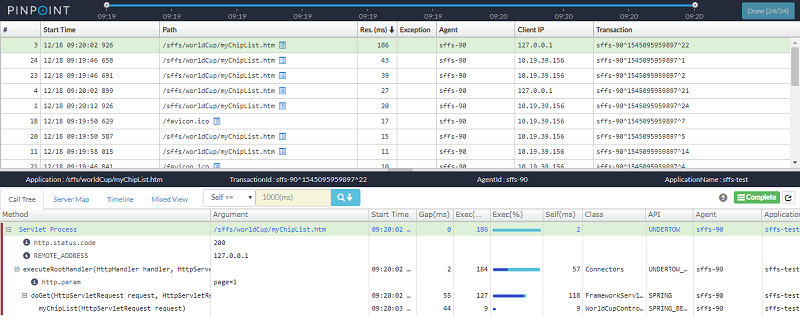 PINPOINT 09:19 09:19 09:19 09:19 09:19 09:20 09:20 Done (24/24)
# Start Time Path Res. (ms) Exception Agent Client IP Transaction
3 12/18 09:20:02 926 /sffs/worldCup/myChipList.htm 186 sffs-90 127.0.0.1 sffs-90^1545095959897^22
24 12/18 09:19:46 658 /sffs/worldCup/myChipList.htm 43 sffs-90 10.19.39.156 sffs-90^1545095959897^1
23 12/18 09:19:46 691 /sffs/worldCup/myChipList.htm 39 sffs-90 10.19.39.156 sffs-90^1545095959897^2
4 12/18 09:20:02 899 /sffs/worldCup/myChipList.htm 27 sffs-90 127.0.0.1 sffs-90^1545095959897^21
1 12/18 09:20:12 926 /sffs/worldCup/myChipList.htm 20 sffs-90 10.19.39.156 sffs-90^1545095959897^24
18 12/18 09:19:50 629 /favicon.ico 17 sffs-90 10.19.39.156 sffs-90^1545095959897^7
20 12/18 09:19:50 587 /sffs/worldCup/myChipList.htm 15 sffs-90 10.19.39.156 sffs-90^1545095959897^5
11 12/18 09:19:58 015 /sffs/worldCup/myChipList.htm 11 sffs-90 10.19.39.156 sffs-90^1545095959897^14
21 12/18 09:19:46 841 /favicon.ico 10 sffs-90 10.19.39.156 sffs-90^1545095959897^4
Application : /sffs/worldCup/myChipList.htm TransactionId : sffs-90^1545095959897^22 AgentId : sffs-90 ApplicationName : sffs-test
Call Tree Server Map Timeline Mixed View Self >= 1000(ms) Complete
Method Argument Start Time Gap(ms) Exec(... Exec(%) Self(ms) Class API Agent Applicati
Servlet Process /sffs/worldCup/myChipList.htm 09:20:02 0 186 2 UNDERTOW sffs-90 sffs-test
http.status.code 200
REMOTE_ADDRESS 127.0.0.1
executeRootHandler(HttpHandler handler, HttpServe 09:20:02 2 184 57 Connectors UNDERTOW_... sffs-90 sffs-test
http.param page=1
doGet(HttpServletRequest request, HttpServletRe 09:20:02 55 127 118 FrameworkServl... SPRING sffs-90 sffs-test
myChipList(HttpServletRequest request) 09:20:03 44 9 9 WorldCupContro... SPRING_BE... sffs-90 sffs-test